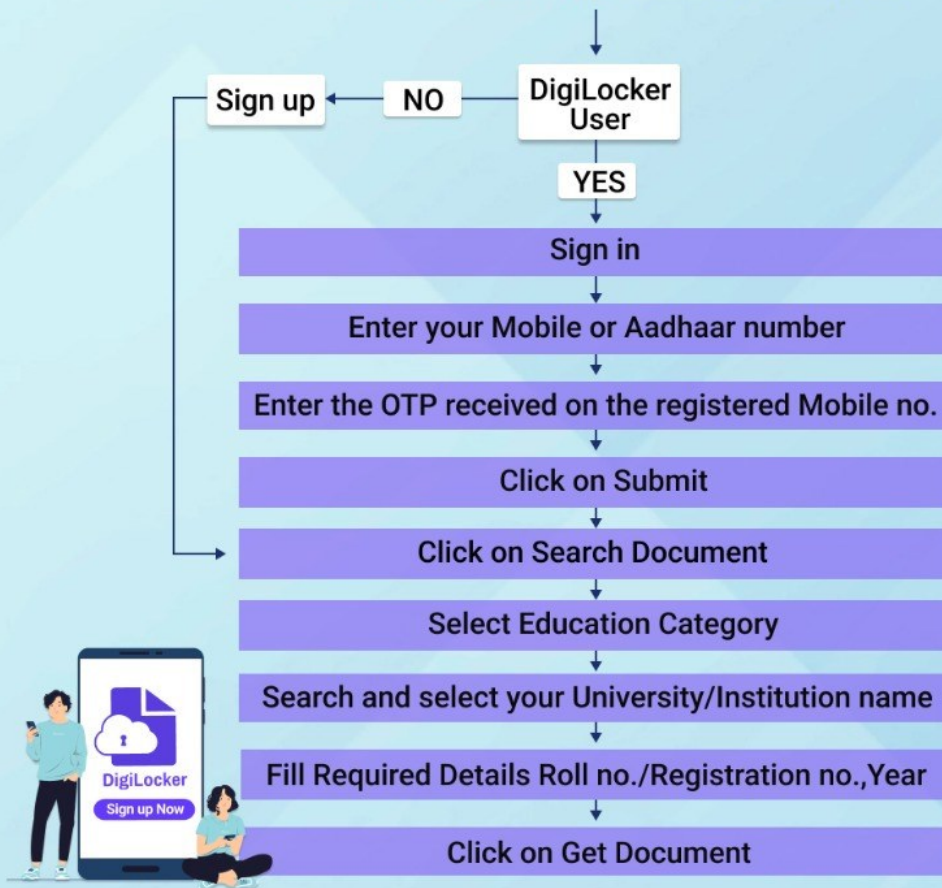 DigiLocker
User
NO
Sign up
YES
Sign in
Enter your Mobile or Aadhaar number
Enter the OTP received on the registered Mobile no.
Click on Submit
Click on Search Document
Select Education Category
Search and select your University/Institution name
Fill Required Details Roll no./Registration no.,Year
Click on Get Document
DigiLocker
Sign up Now